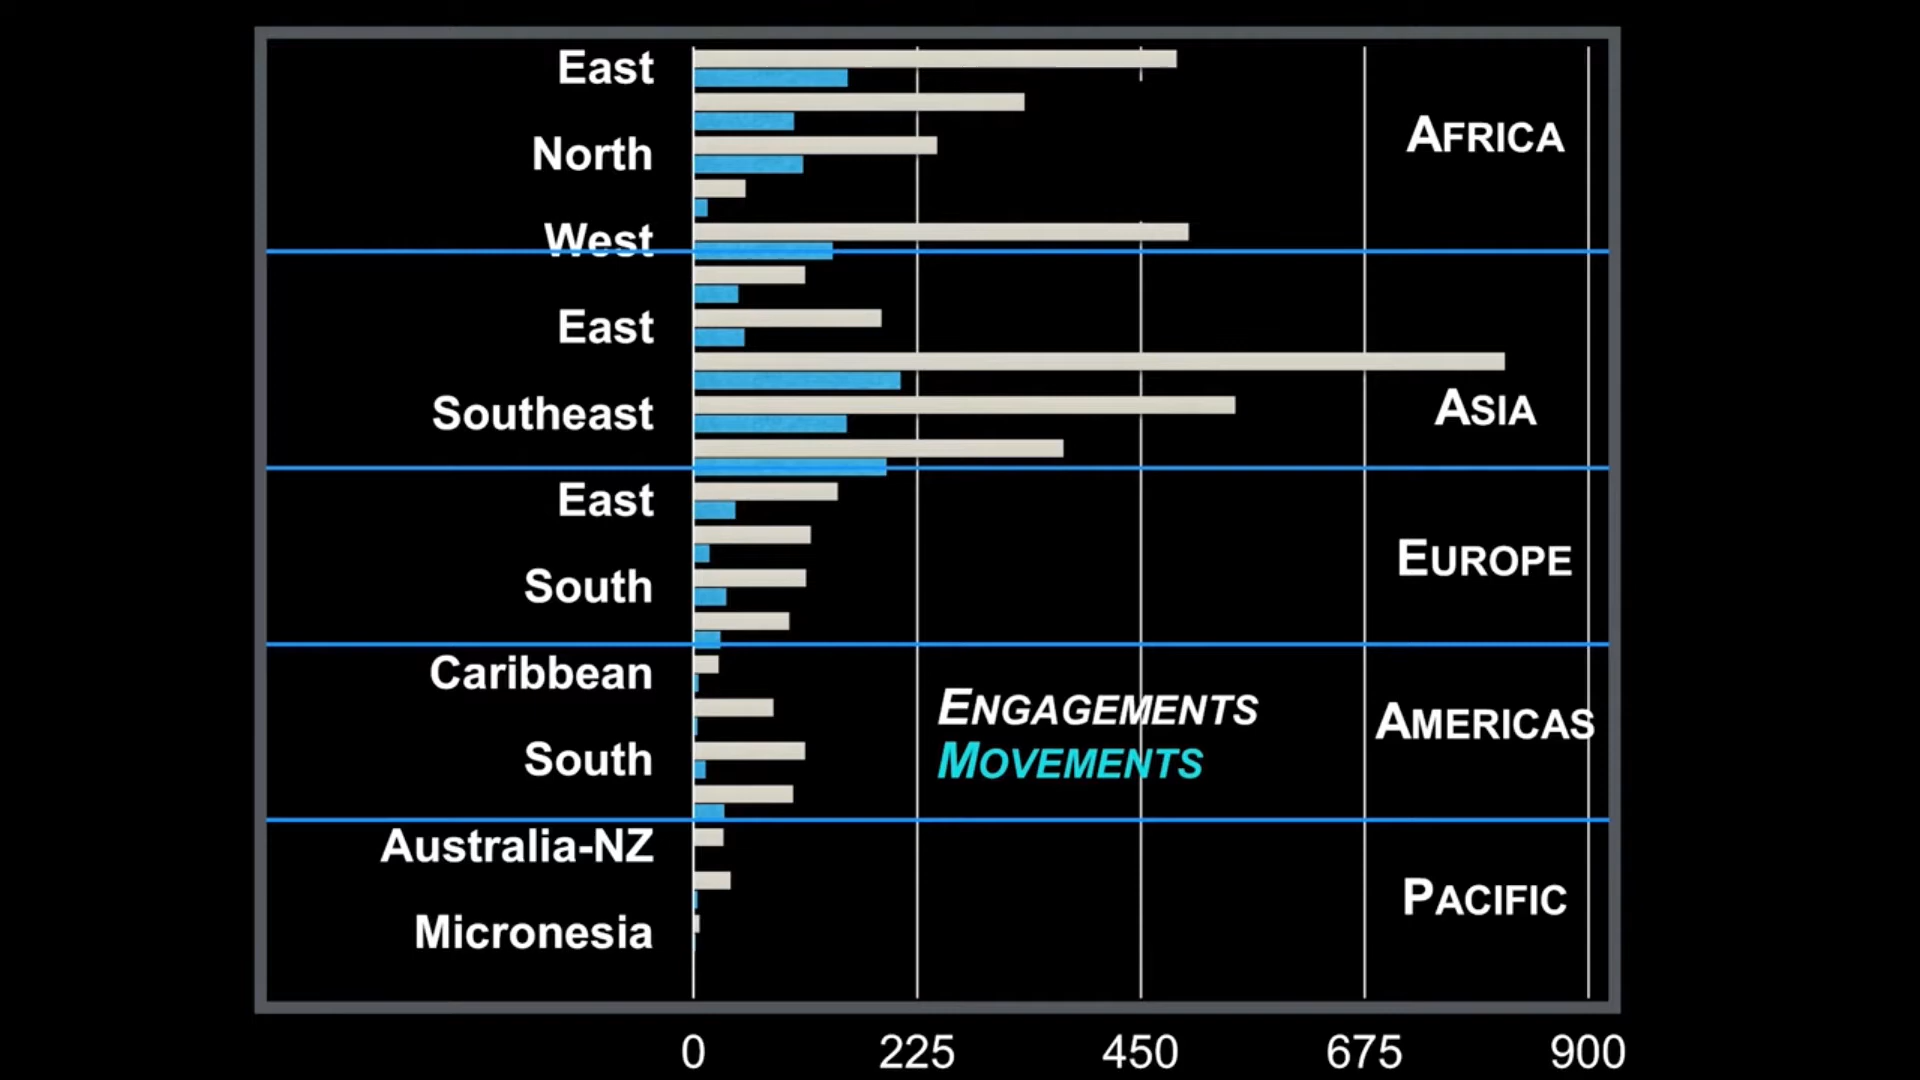 East
North
West
East
Southeast
East
South
Caribbean
South
Australia-NZ
Micronesia
AFRICA
ASIA
EUROPE
AMERICAS
PACIFIC
ENGAGEMENTS
MOVEMENTS
0 225 450 675 900